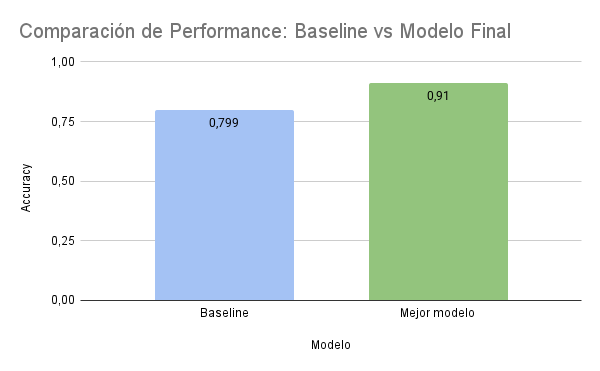 Comparación de Performance: Baseline vs Modelo Final
1,00
0,75
0,50
0,25
0,00
Accuracy
0,799
0,91
Baseline
Mejor modelo
Modelo